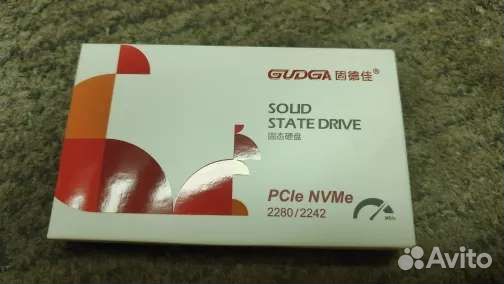 GUDGA 固德佳®
SOLID
STATE DRIVE
固态硬盘
PCIe NVMe
2280/2242
Avito